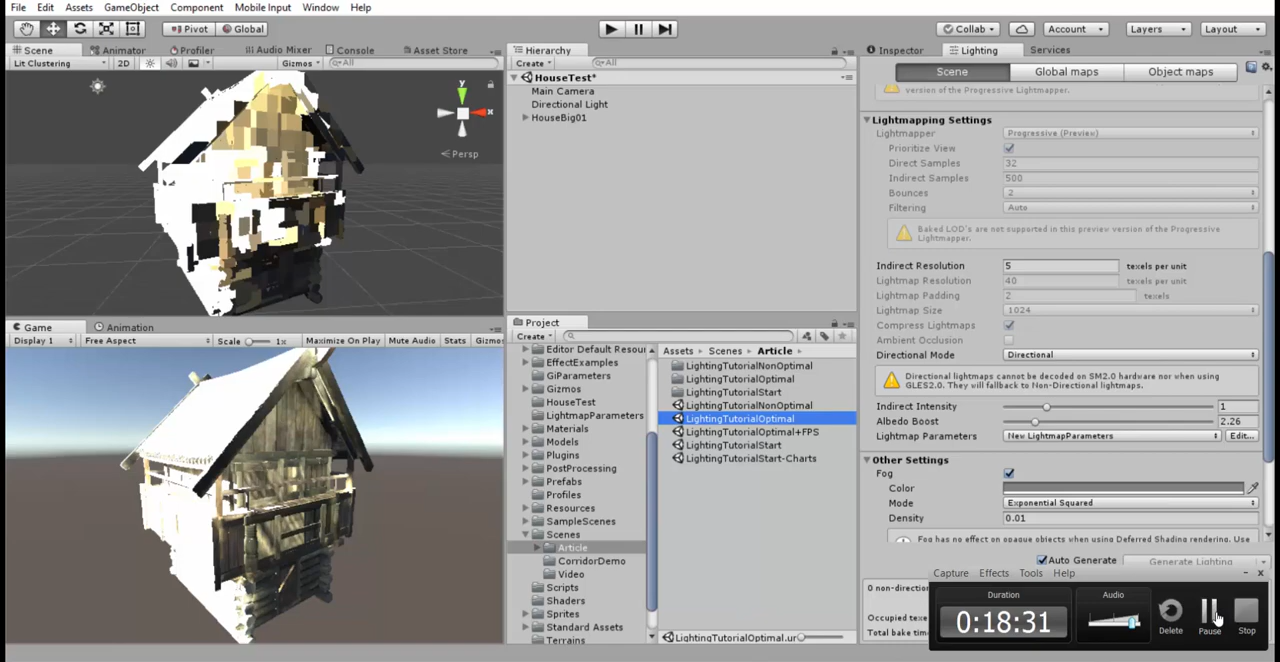 File Edit Assets GameObject Component Mobile Input Window Help
Pivot Global Collab Account Layers Layout
Scene Animator Profiler Audio Mixer Console Asset Store
Lit Clustering 2D Gizmos All
y
x
Persp
Game Animation
Display 1 Free Aspect Scale 1x Maximize On Play Mute Audio Stats Gizmos
Hierarchy
Create All
HouseTest*
Main Camera
Directional Light
HouseBig01
Project
Create
Editor Default Resour
EffectExamples
GiParameters
Gizmos
HouseTest
LightmapParameters
Materials
Models
Plugins
PostProcessing
Prefabs
Profiles
Resources
SampleScenes
Scenes
Article
CorridorDemo
Video
Scripts
Shaders
Sprites
Standard Assets
Terrains
Assets Scenes Article
LightingTutorialNonOptimal
LightingTutorialOptimal
LightingTutorialStart
LightingTutorialNonOptimal
LightingTutorialOptimal
LightingTutorialOptimal+FPS
LightingTutorialStart
LightingTutorialStart-Charts
LightingTutorialOptimal.ur
Inspector Lighting Services
Scene Global maps Object maps
version of the Progressive Lightmapper.
Lightmapping Settings
Lightmapper Progressive (Preview)
Prioritize View
Direct Samples 32
Indirect Samples 500
Bounces 2
Filtering Auto
Baked LOD's are not supported in this preview version of the Progressive
Lightmapper.
Indirect Resolution 5 texels per unit
Lightmap Resolution 40 texels per unit
Lightmap Padding 2 texels
Lightmap Size 1024
Compress Lightmaps
Ambient Occlusion
Directional Mode Directional
Directional lightmaps cannot be decoded on SM2.0 hardware nor when using
GLES2.0. They will fallback to Non-Directional lightmaps.
Indirect Intensity 1
Albedo Boost 2.26
Lightmap Parameters New LightmapParameters Edit...
Other Settings
Fog
Color
Mode Exponential Squared
Density 0.01
Fog has no effect on opaque objects when using Deferred Shading rendering. Use
Auto Generate Generate Lighting
0 non-direction
Occupied texe
Total bake tim
Capture Effects Tools Help
Duration Audio
0:18:31
Delete Pause Stop